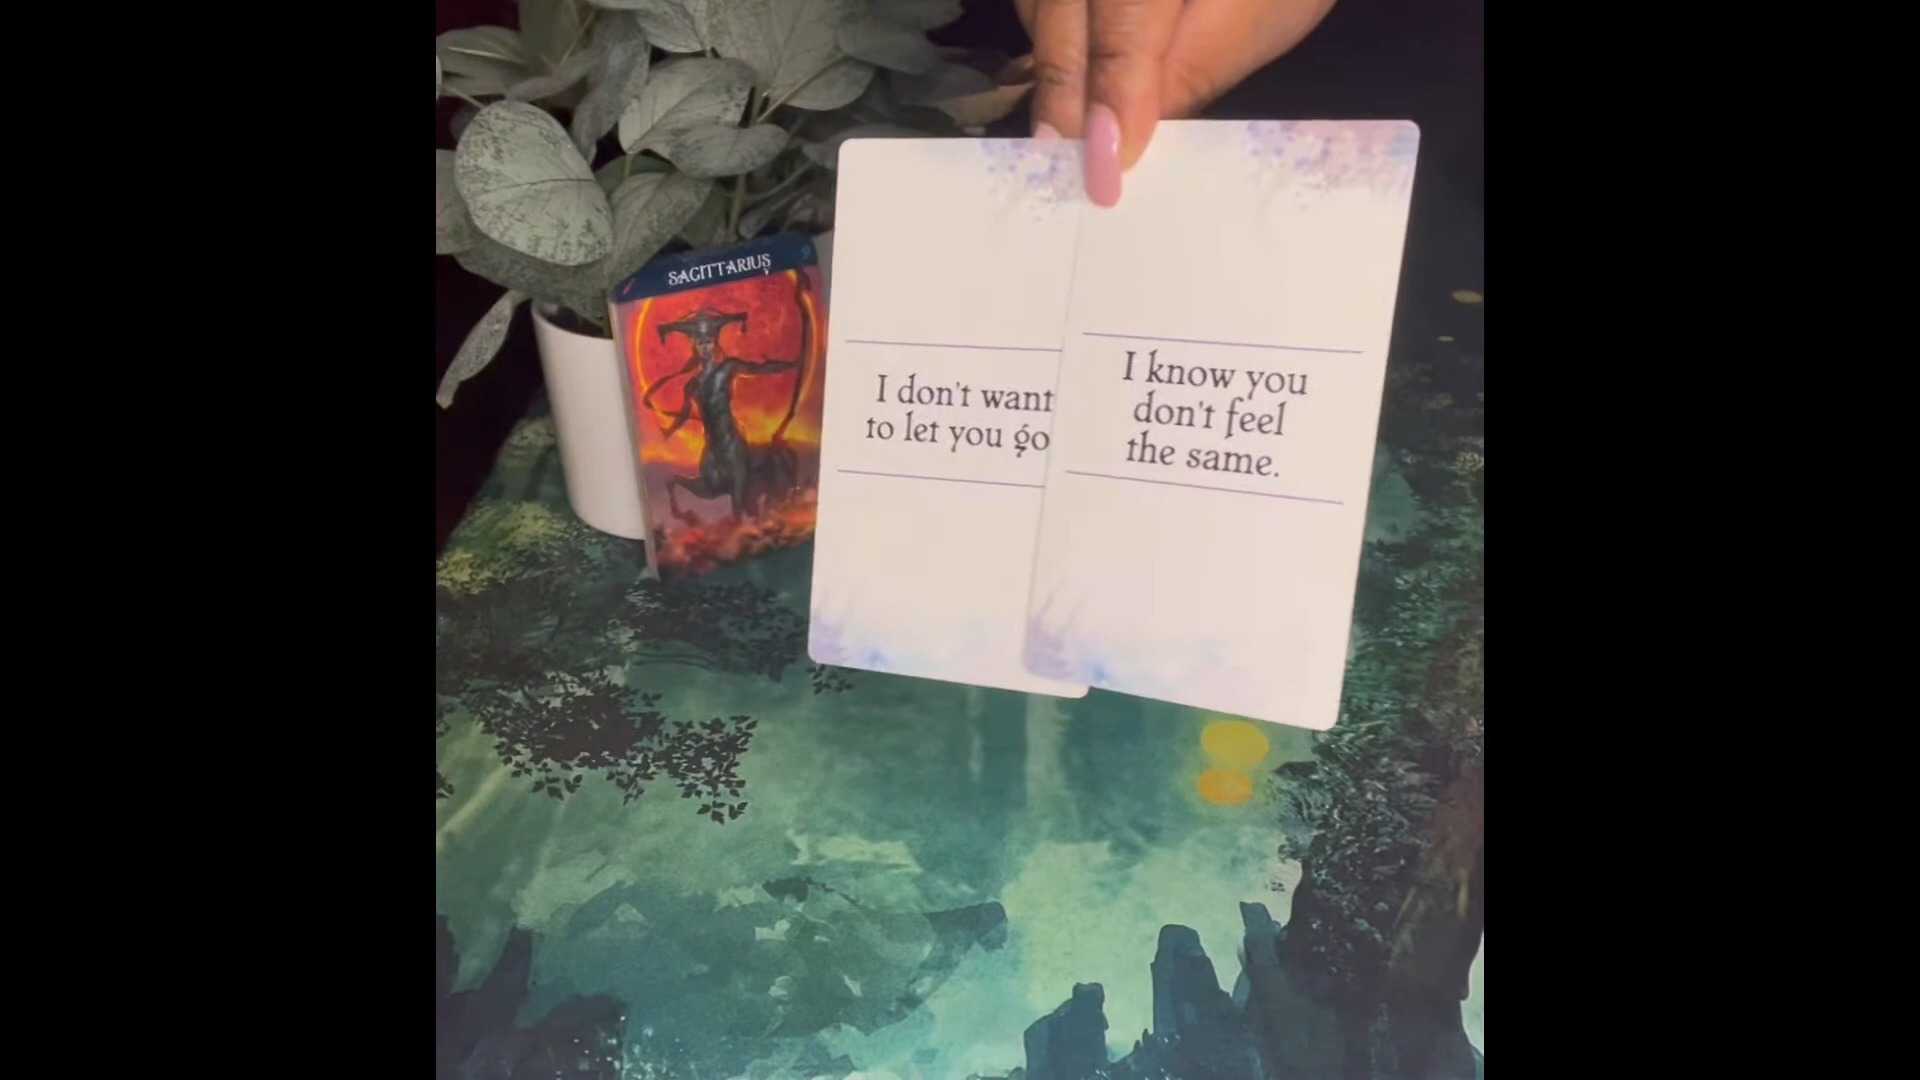 SAGITTARIUS
I don't want
to let you go
I know you
don't feel
the same.